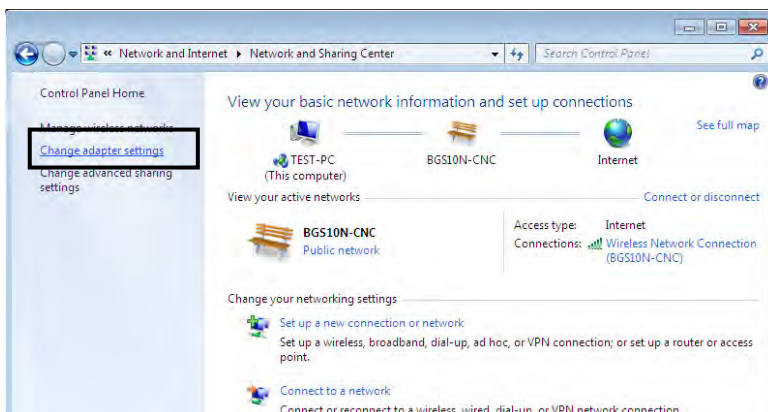 « Network and Internet ▸ Network and Sharing Center
Search Control Panel
Control Panel Home
Manage wireless networks
Change adapter settings
Change advanced sharing
settings
View your basic network information and set up connections
See full map
TEST-PC
(This computer)
BGS10N-CNC
Internet
View your active networks
Connect or disconnect
BGS10N-CNC
Public network
Access type: Internet
Connections: Wireless Network Connection
(BGS10N-CNC)
Change your networking settings
Set up a new connection or network
Set up a wireless, broadband, dial-up, ad hoc, or VPN connection; or set up a router or access
point.
Connect to a network
Connect or reconnect to a wireless, wired, dial-up, or VPN network connection.